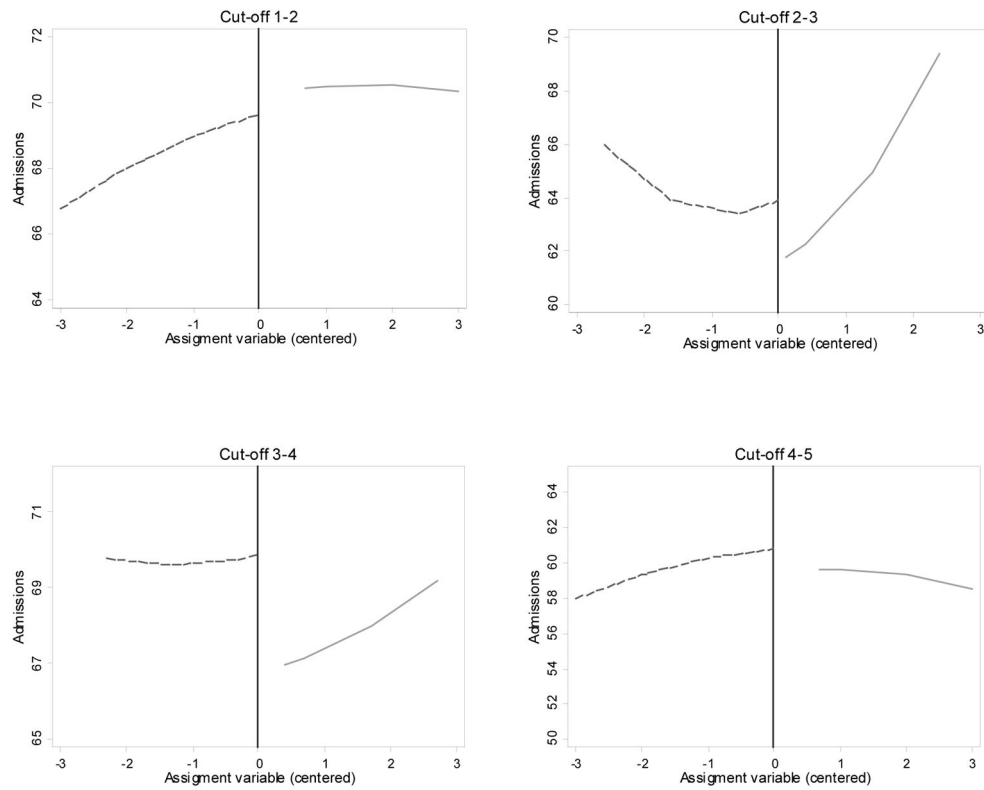 Cut-off 1-2
72
70
68
66
64
Admissions
-3 -2 -1 0 1 2 3
Assigment variable (centered)
Cut-off 2-3
70
68
66
64
62
60
Admissions
-3 -2 -1 0 1 2 3
Assigment variable (centered)
Cut-off 3-4
71
69
67
65
Admissions
-3 -2 -1 0 1 2 3
Assigment variable (centered)
Cut-off 4-5
64
62
60
58
56
54
52
50
Admissions
-3 -2 -1 0 1 2 3
Assigment variable (centered)